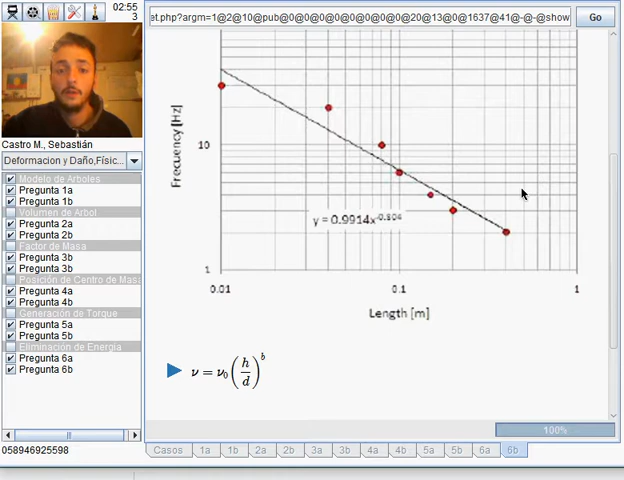 02:55
3
et.php?argm=1@2@10@pub@0@0@0@0@0@0@0@20@13@0@1637@41@-@-@show
Go
Castro M., Sebastián
Deformacion y Daño,Físic...
Modelo de Arboles
Pregunta 1a
Pregunta 1b
Volumen de Arbol
Pregunta 2a
Pregunta 2b
Factor de Masa
Pregunta 3b
Pregunta 3b
Posición de Centro de Masa
Pregunta 4a
Pregunta 4b
Generación de Torque
Pregunta 5a
Pregunta 5b
Eliminación de Energía
Pregunta 6a
Pregunta 6b
058946925598
Frecuency [Hz]
10
1
y = 0.9914x^-0.804
0.01
0.1
1
Length [m]
ν = ν₀(h/d)^b
100%
Casos
1a
1b
2a
2b
3a
3b
4a
4b
5a
5b
6a
6b